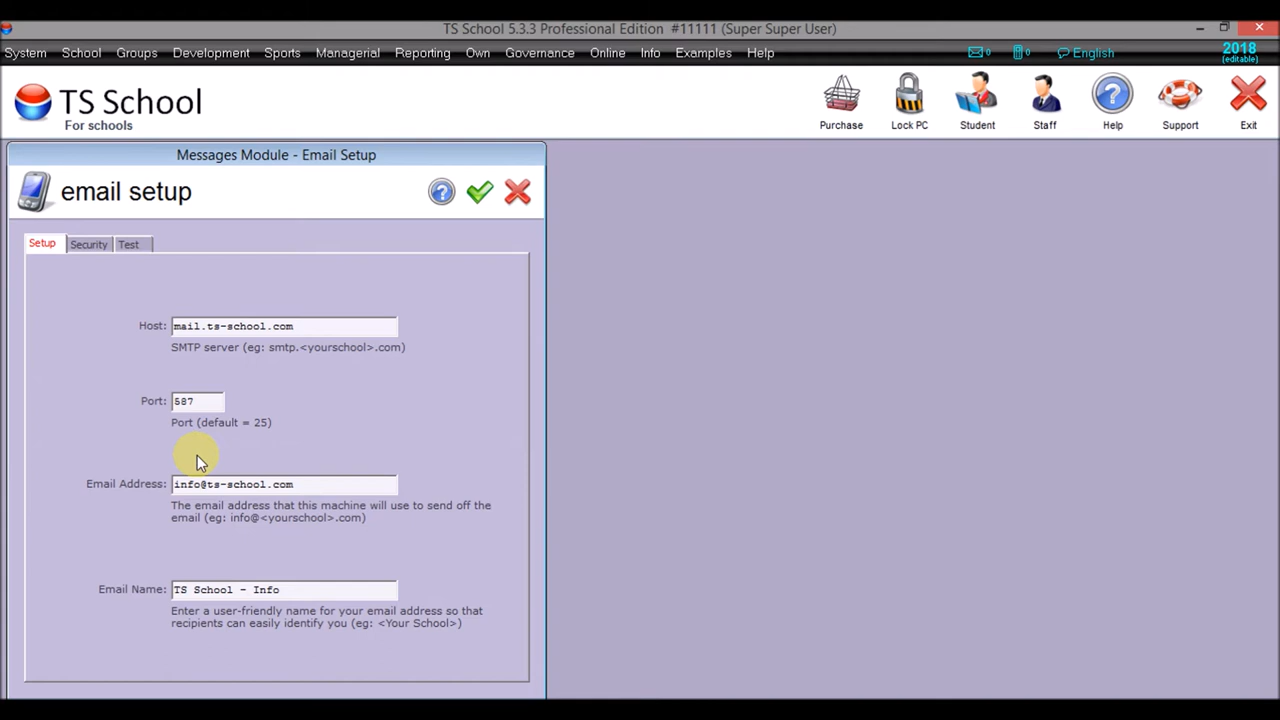 TS School 5.3.3 Professional Edition #11111 (Super Super User)
System School Groups Development Sports Managerial Reporting Own Governance Online Info Examples Help 0 0 English 2018
(editable)
TS School
For schools
Purchase Lock PC Student Staff Help Support Exit
Messages Module - Email Setup
email setup
Setup Security Test
Host: mail.ts-school.com
SMTP server (eg: smtp.<yourschool>.com)
Port: 587
Port (default = 25)
Email Address: info@ts-school.com
The email address that this machine will use to send off the
email (eg: info@<yourschool>.com)
Email Name: TS School - Info
Enter a user-friendly name for your email address so that
recipients can easily identify you (eg: <Your School>)